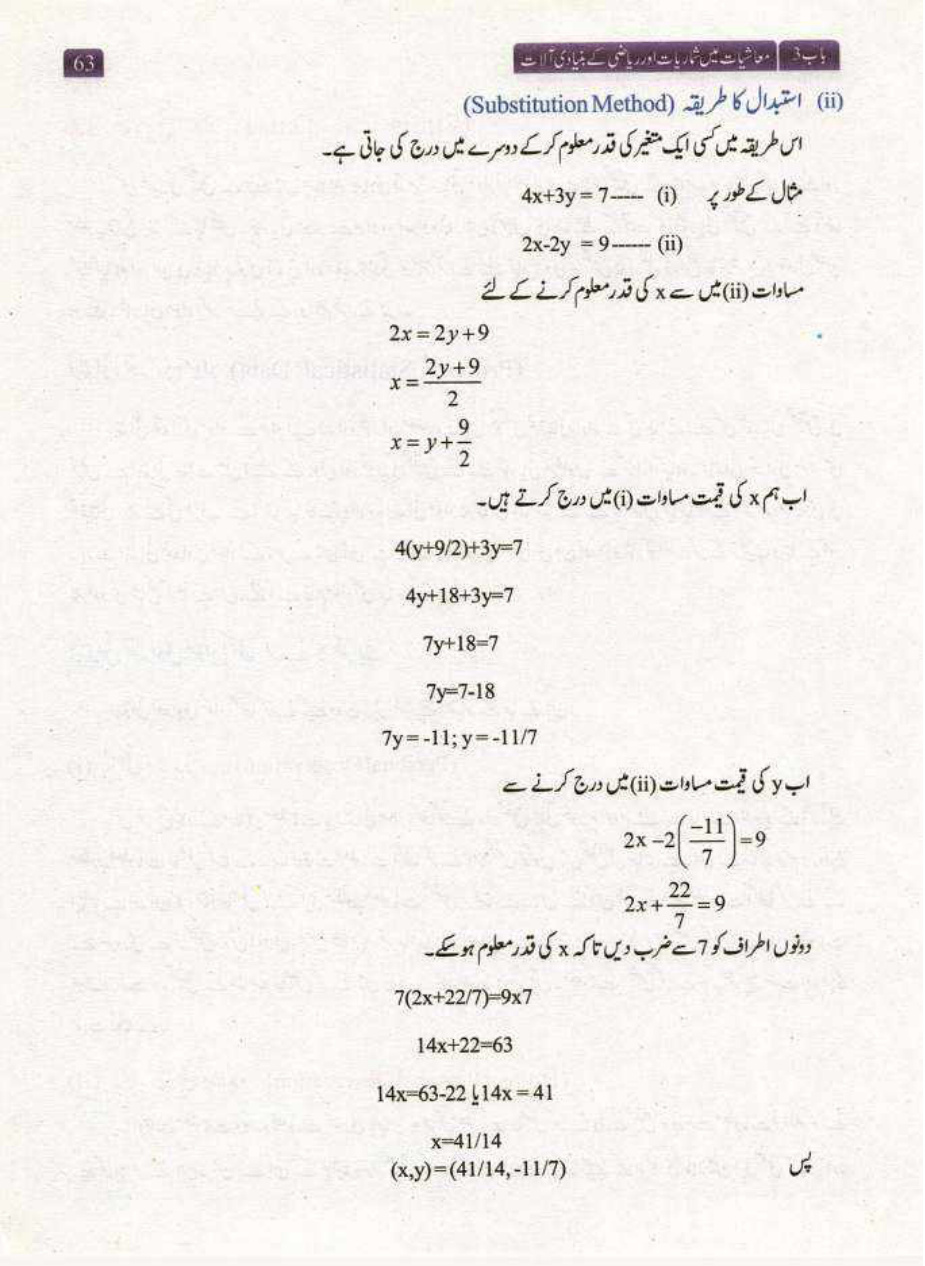 باب 3 معاشیات میں شماریات اور ریاضی کے بنیادی آلات
63
(ii) استبدال کا طریقہ (Substitution Method)
اس طریقہ میں کسی ایک متغیر کی قدر معلوم کر کے دوسرے میں درج کی جاتی ہے۔
مثال کے طور پر 4x+3y = 7----- (i)
2x-2y = 9------ (ii)
مساوات (ii) میں سے x کی قدر معلوم کرنے کے لئے
2x = 2y+9
x = \frac{2y+9}{2}
x = y+\frac{9}{2}
اب ہم x کی قیمت مساوات (i) میں درج کرتے ہیں۔
4(y+9/2)+3y=7
4y+18+3y=7
7y+18=7
7y=7-18
7y = -11; y = -11/7
اب y کی قیمت مساوات (ii) میں درج کرنے سے
2x -2\left(\frac{-11}{7}\right)=9
2x+\frac{22}{7}=9
دونوں اطراف کو 7 سے ضرب دیں تاکہ x کی قدر معلوم ہو سکے۔
7(2x+22/7)=9x7
14x+22=63
14x=63-22 یا 14x = 41
x=41/14
پس (x,y)=(41/14, -11/7)